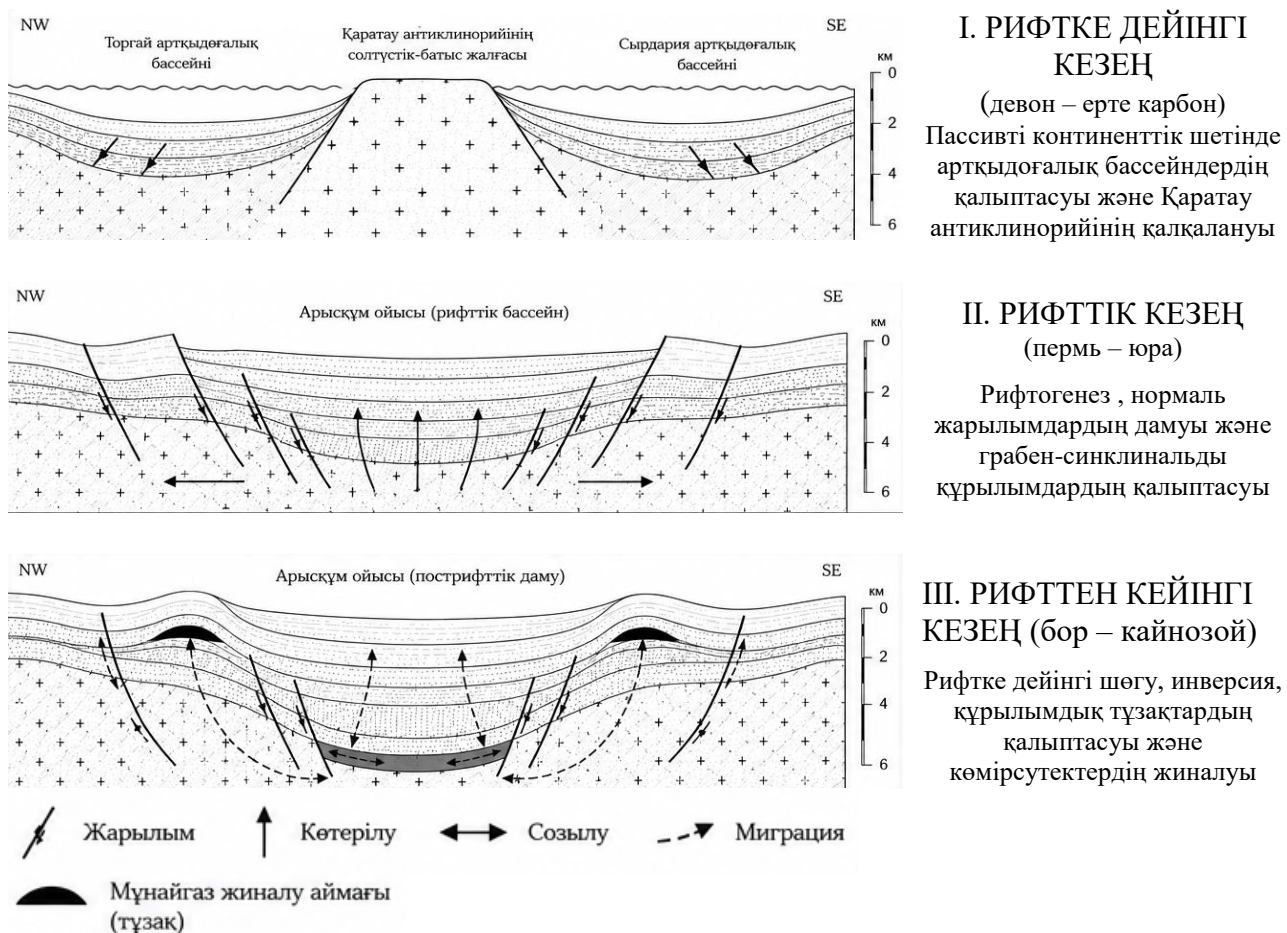 NW
SE
Торғай артқыдоғалық
бассейні
Қаратау антиклинорийінің
солтүстік-батыс жалғасы
Сырдария артқыдоғалық
бассейні
км
0
2
4
6
I. РИФТКЕ ДЕЙІНГІ
КЕЗЕҢ
(девон – ерте карбон)
Пассивті континенттік шетінде
артқыдоғалық бассейндердің
қалыптасуы және Қаратау
антиклинорийінің қалқалануы
NW
SE
Арысқұм ойысы (рифттік бассейн)
км
0
2
4
6
II. РИФТТІК КЕЗЕҢ
(пермь – юра)
Рифтогенез , нормаль
жарылымдардың дамуы және
грабен-синклинальды
құрылымдардың қалыптасуы
NW
SE
Арысқұм ойысы (пострифттік даму)
км
0
2
4
6
III. РИФТТЕН КЕЙІНГІ
КЕЗЕҢ (бор – кайнозой)
Рифтке дейінгі шөгу, инверсия,
құрылымдық тұзақтардың
қалыптасуы және
көмірсутектердің жиналуы
Жарылым
Көтерілу
Созылу
Миграция
Мұнайгаз жиналу аймағы
(тұзақ)